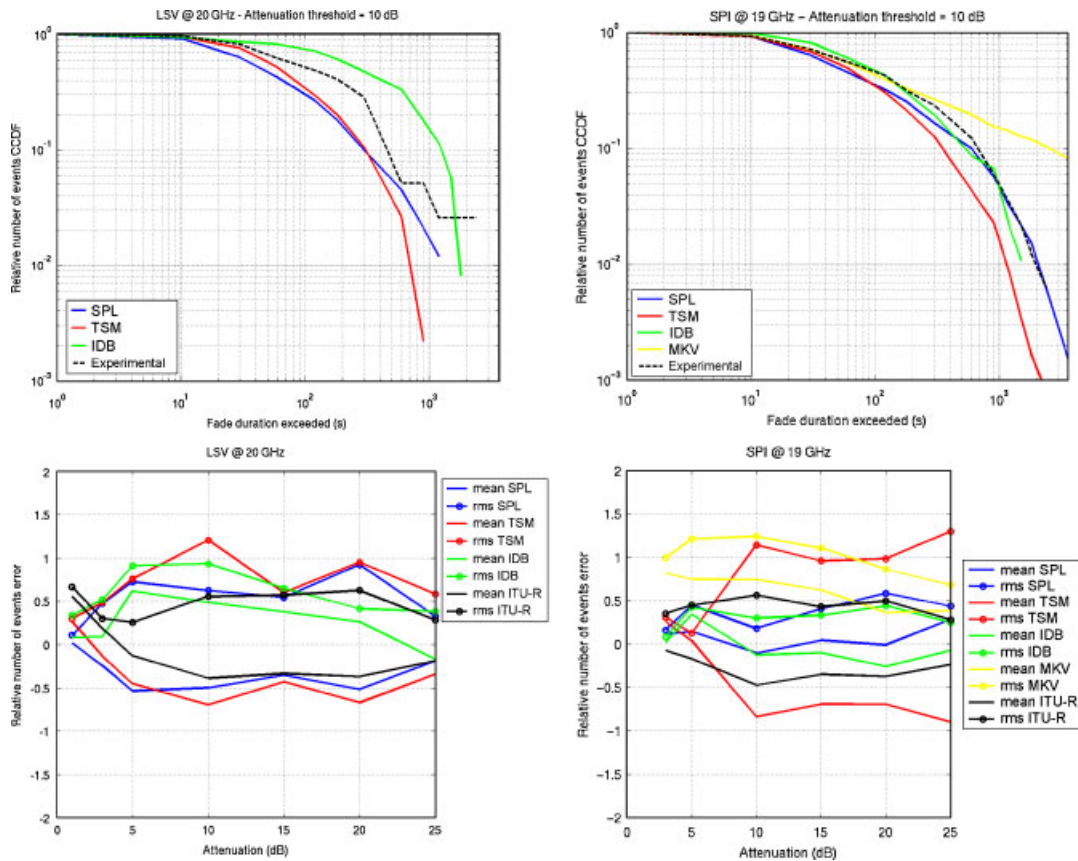 LSV @ 20 GHz - Attenuation threshold = 10 dB
Relative number of events CCDF
10^0
10^-1
10^-2
10^-3
SPL
TSM
IDB
Experimental
10^0 10^1 10^2 10^3
Fade duration exceeded (s)
SPI @ 19 GHz – Attenuation threshold = 10 dB
Relative number of events CCDF
10^0
10^-1
10^-2
10^-3
SPL
TSM
IDB
MKV
Experimental
10^0 10^1 10^2 10^3
Fade duration exceeded (s)
LSV @ 20 GHz
Relative number of events error
2
1.5
1
0.5
0
−0.5
−1
−1.5
−2
0 5 10 15 20 25
Attenuation (dB)
mean SPL
rms SPL
mean TSM
rms TSM
mean IDB
rms IDB
mean ITU-R
rms ITU-R
SPI @ 19 GHz
Relative number of events error
2
1.5
1
0.5
0
−0.5
−1
−1.5
−2
0 5 10 15 20 25
Attenuation (dB)
mean SPL
rms SPL
mean TSM
rms TSM
mean IDB
rms IDB
mean MKV
rms MKV
mean ITU-R
rms ITU-R